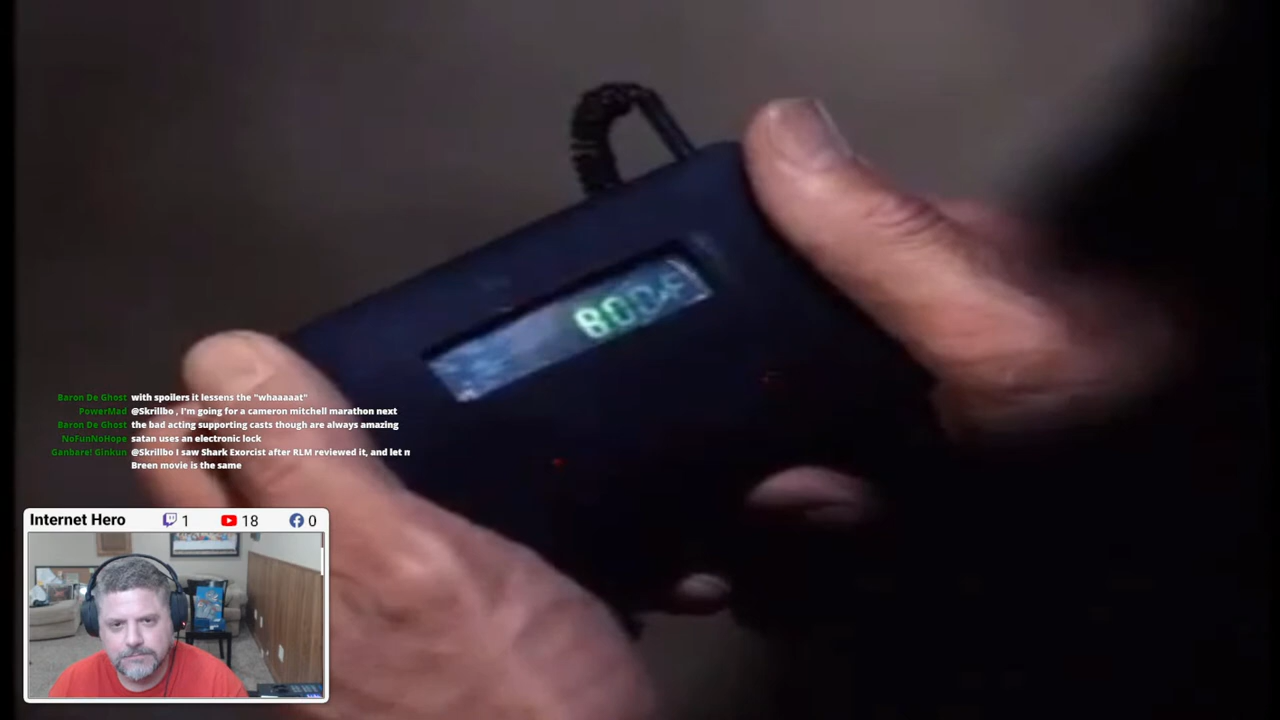 Baron De Ghost with spoilers it lessens the "whaaaaat"
PowerMad @Skrillbo , I'm going for a cameron mitchell marathon next
Baron De Ghost the bad acting supporting casts though are always amazing
NoFunNoHope satan uses an electronic lock
Ganbare! Ginkun @Skrillbo I saw Shark Exorcist after RLM reviewed it, and let
Breen movie is the same
Internet Hero 1 18 0